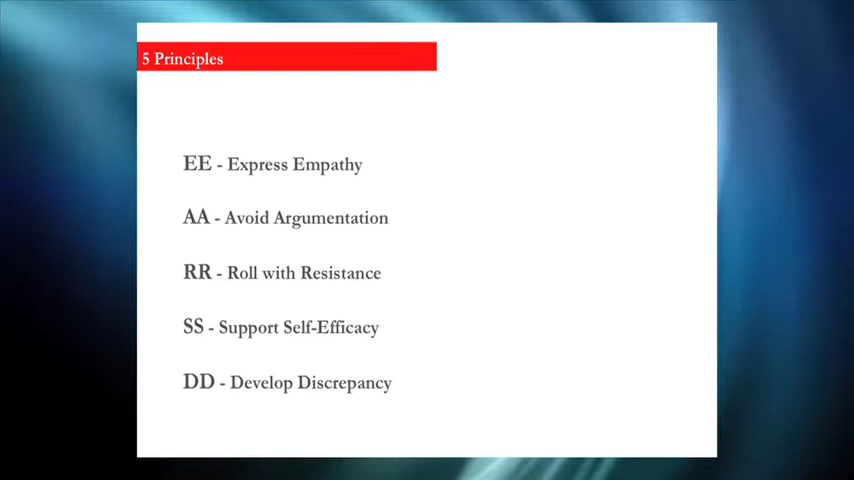 5 Principles
EE - Express Empathy
AA - Avoid Argumentation
RR - Roll with Resistance
SS - Support Self-Efficacy
DD - Develop Discrepancy